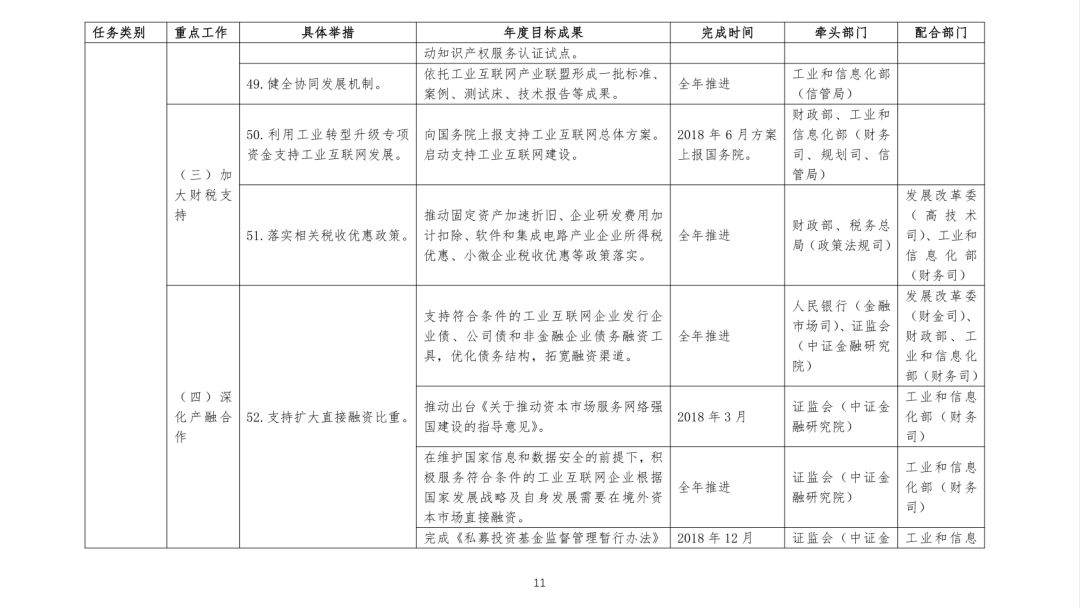 任务类别 重点工作 具体举措 年度目标成果 完成时间 牵头部门 配合部门
动知识产权服务认证试点。
49.健全协同发展机制。
依托工业互联网产业联盟形成一批标准、
案例、测试床、技术报告等成果。
全年推进
工业和信息化部
（信管局）
（三）加
大财税支
持
50.利用工业转型升级专项
资金支持工业互联网发展。
向国务院上报支持工业互联网总体方案。
启动支持工业互联网建设。
2018 年 6 月方案
上报国务院。
财政部、工业和
信息化部（财务
司、规划司、信
管局）
51.落实相关税收优惠政策。
推动固定资产加速折旧、企业研发费用加
计扣除、软件和集成电路产业企业所得税
优惠、小微企业税收优惠等政策落实。
全年推进
财政部、税务总
局（政策法规司）
发展改革委
（高技术
司）、工业和
信息化部
（财务司）
（四）深
化产融合
作
52.支持扩大直接融资比重。
支持符合条件的工业互联网企业发行企
业债、公司债和非金融企业债务融资工
具，优化债务结构，拓宽融资渠道。
全年推进
人民银行（金融
市场司）、证监会
（中证金融研究
院）
发展改革委
（财金司）、
财政部、工
业和信息化
部（财务司）
推动出台《关于推动资本市场服务网络强
国建设的指导意见》。
2018 年 3 月
证监会（中证金
融研究院）
工业和信息
化部（财务
司）
在维护国家信息和数据安全的前提下，积
极服务符合条件的工业互联网企业根据
国家发展战略及自身发展需要在境外资
本市场直接融资。
全年推进
证监会（中证金
融研究院）
工业和信息
化部（财务
司）
完成《私募投资基金监督管理暂行办法》
2018 年 12 月
证监会（中证金
工业和信息
11